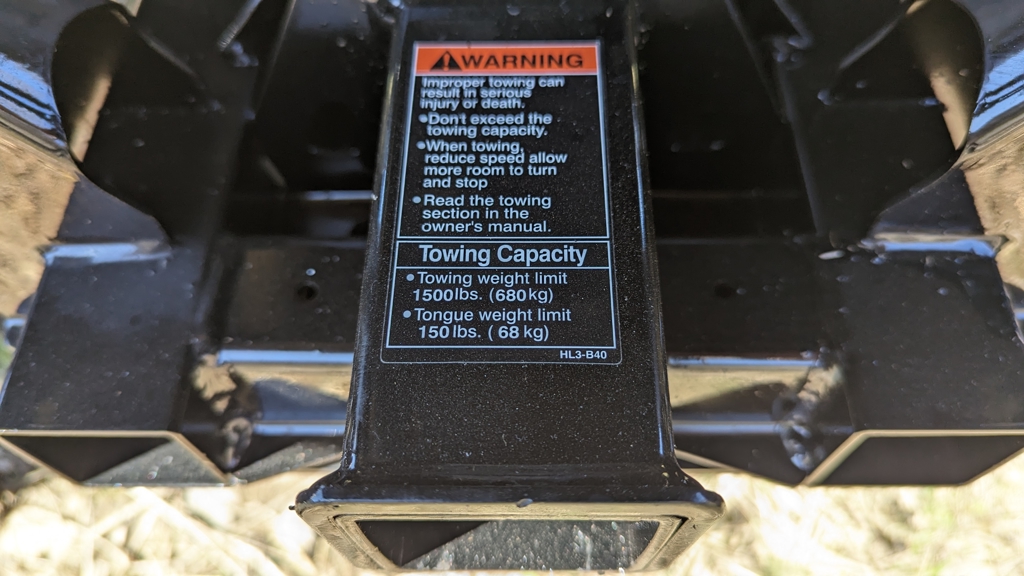 WARNING
Improper towing can
result in serious
injury or death.
•Don't exceed the
towing capacity.
•When towing,
reduce speed allow
more room to turn
and stop
•Read the towing
section in the
owner's manual.
Towing Capacity
•Towing weight limit
1500lbs. (680kg)
•Tongue weight limit
150lbs. ( 68 kg)
HL3-B40